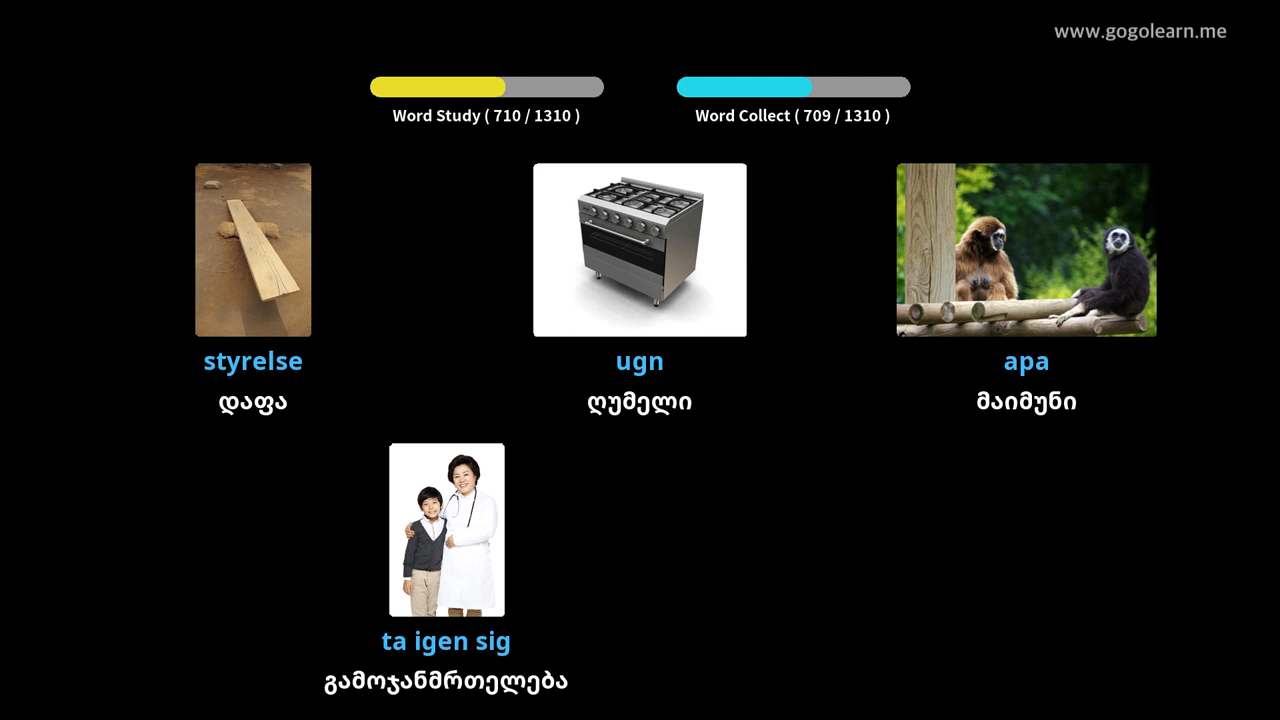 www.gogolearn.me
Word Study ( 710 / 1310 )
Word Collect ( 709 / 1310 )
styrelse
ugn
apa
დაფა
ღუმელი
მაიმუნი
ta igen sig
გამოჯანმრთელება